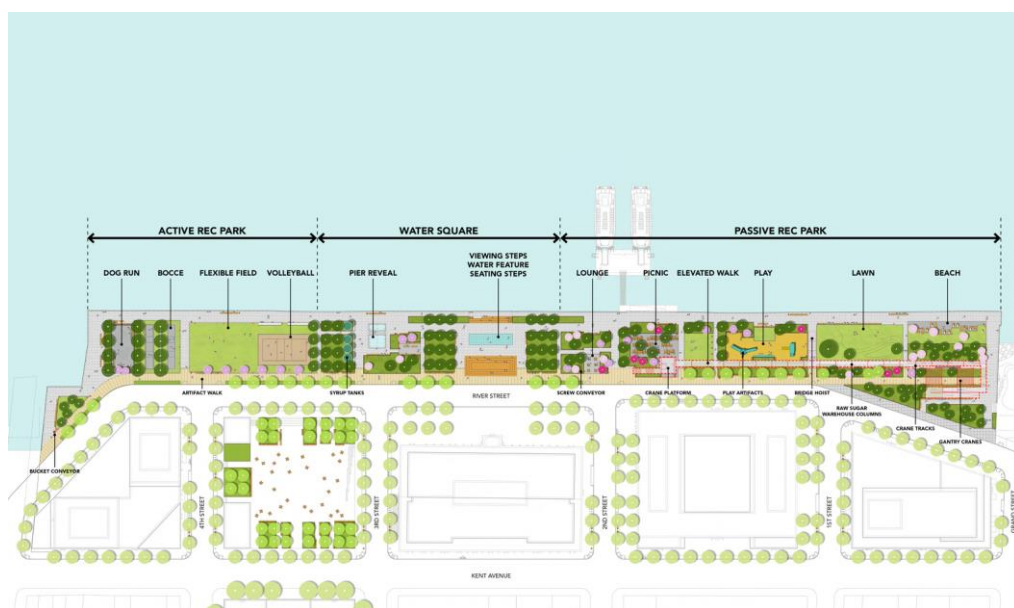 ACTIVE REC PARK
WATER SQUARE
PASSIVE REC PARK
DOG RUN
BOCCE
FLEXIBLE FIELD
VOLLEYBALL
PIER REVEAL
VIEWING STEPS
WATER FEATURE
SEATING STEPS
LOUNGE
PICNIC
ELEVATED WALK
PLAY
LAWN
BEACH
ARTIFACT WALK
SYRUP TANKS
RIVER STREET
SCREW CONVEYOR
CRANE PLATFORM
PLAY ARTIFACTS
BRIDGE HOIST
RAW SUGAR
WAREHOUSE COLUMNS
CRANE TRACKS
GANTRY CRANES
BUCKET CONVEYOR
4TH STREET
3RD STREET
2ND STREET
1ST STREET
GRAND STREET
KENT AVENUE